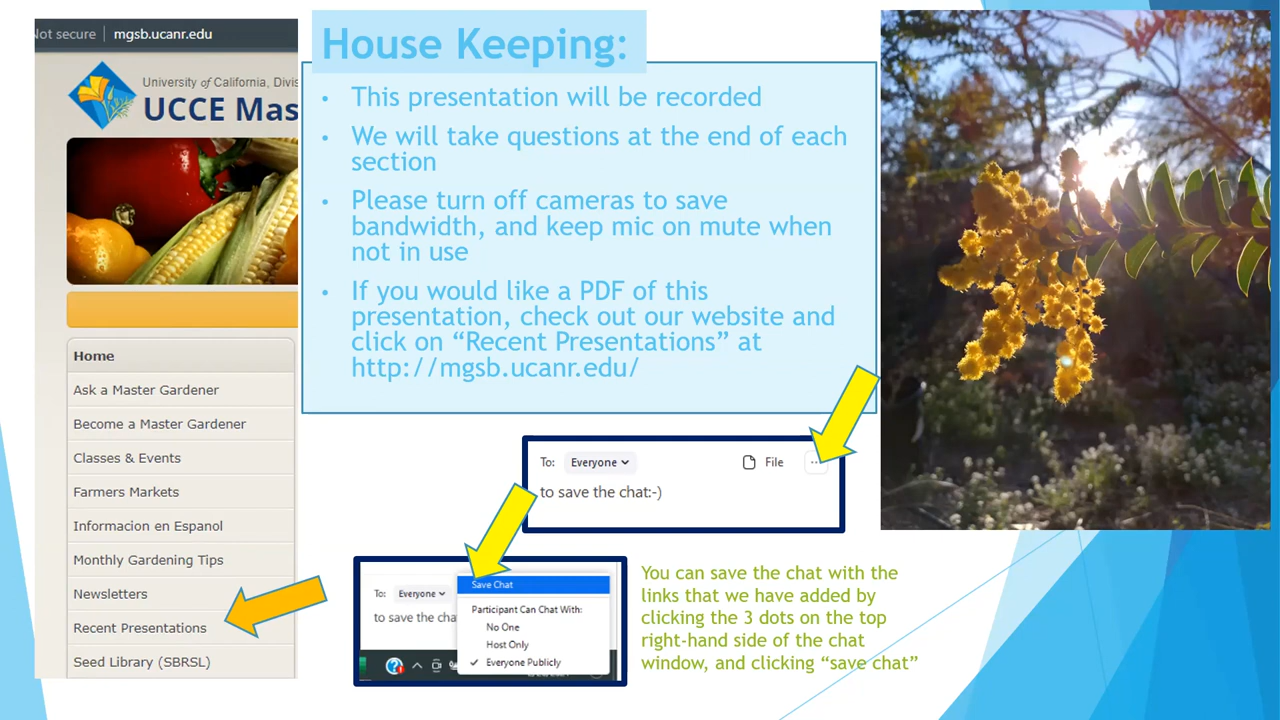 Not secure mgsb.ucanr.edu
University of California, Divis
UCCE Mas
Home
Ask a Master Gardener
Become a Master Gardener
Classes & Events
Farmers Markets
Informacion en Espanol
Monthly Gardening Tips
Newsletters
Recent Presentations
Seed Library (SBRSL)
House Keeping:
• This presentation will be recorded
• We will take questions at the end of each
section
• Please turn off cameras to save
bandwidth, and keep mic on mute when
not in use
• If you would like a PDF of this
presentation, check out our website and
click on “Recent Presentations” at
http://mgsb.ucanr.edu/
To: Everyone File ...
to save the chat:-)
To: Everyone
to save the cha
Save Chat
Participant Can Chat With:
No One
Host Only
✓ Everyone Publicly
You can save the chat with the
links that we have added by
clicking the 3 dots on the top
right-hand side of the chat
window, and clicking “save chat”